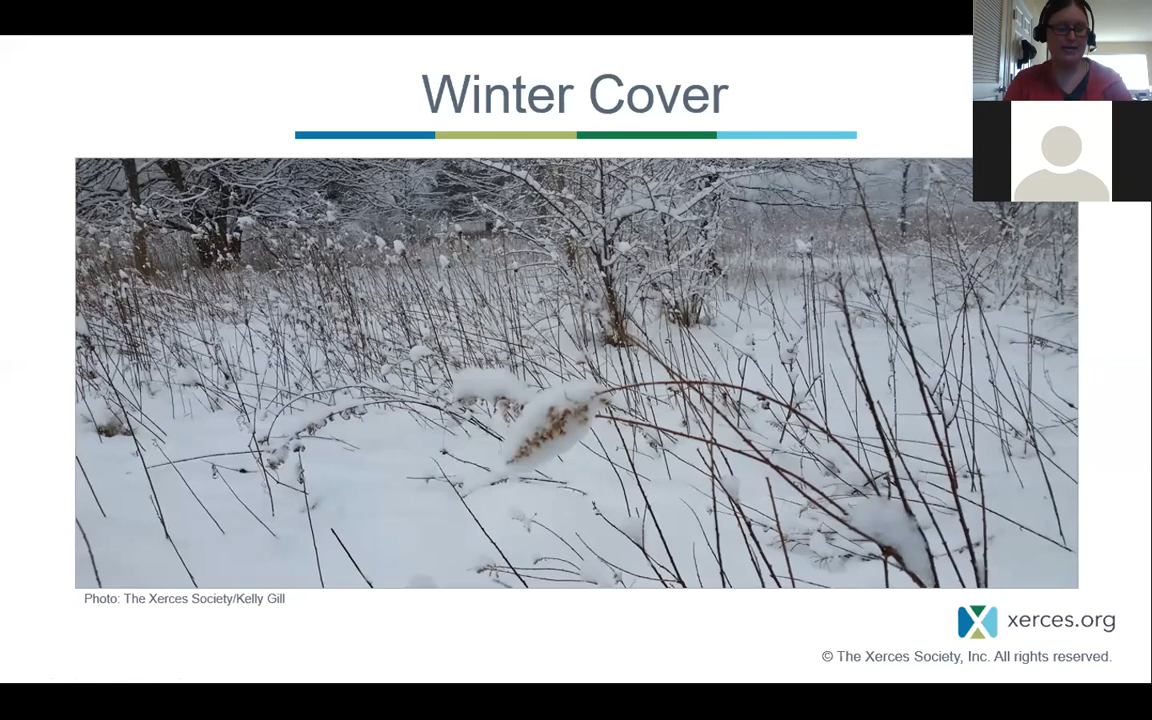 Winter Cover
Photo: The Xerces Society/Kelly Gill
xerces.org
© The Xerces Society, Inc. All rights reserved.